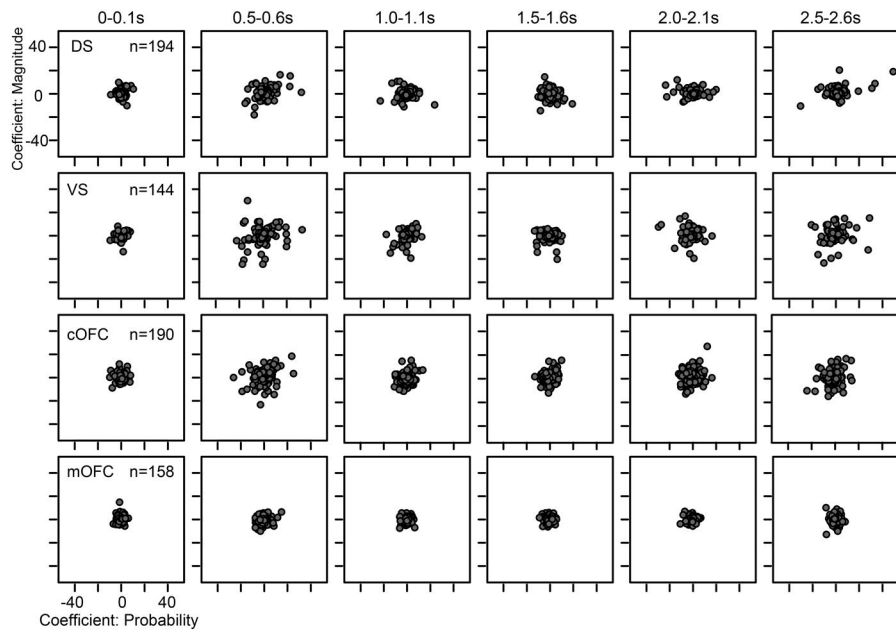 0-0.1s 0.5-0.6s 1.0-1.1s 1.5-1.6s 2.0-2.1s 2.5-2.6s
Coefficient: Magnitude
40
0
-40
DS n=194
VS n=144
cOFC n=190
mOFC n=158
-40 0 40
Coefficient: Probability